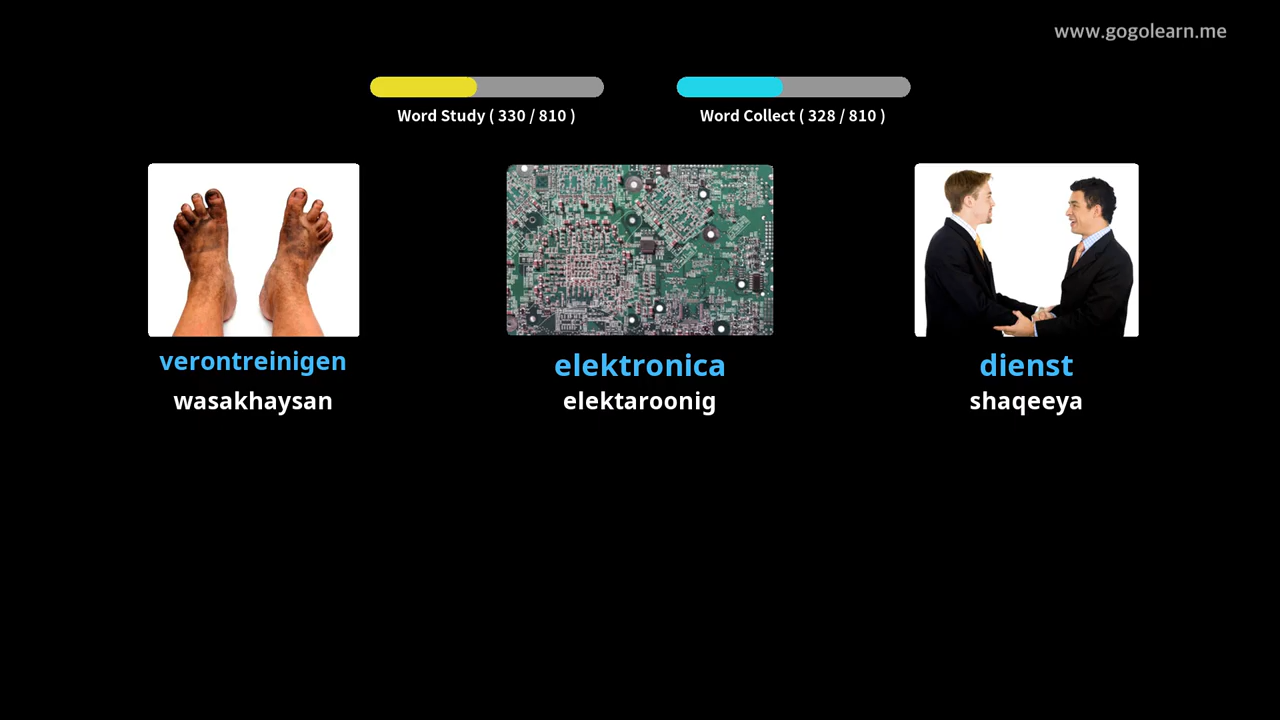 www.gogolearn.me
Word Study ( 330 / 810 )
Word Collect ( 328 / 810 )
verontreinigen
wasakhaysan
elektronica
elektaroonig
dienst
shaqeeya